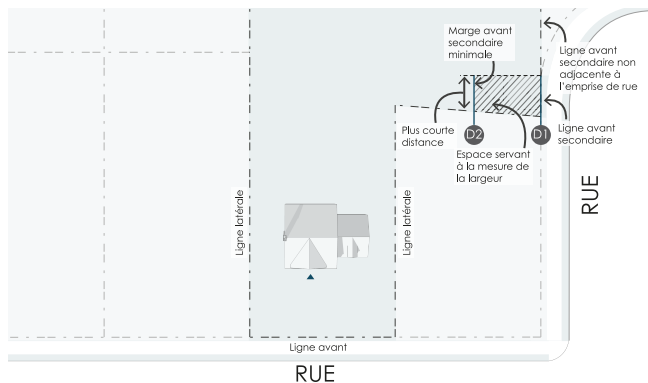 Marge avant
secondaire
minimale
Ligne avant
secondaire non
adjacente à
l'emprise de rue
Plus courte
distance
D2
D1
Ligne avant
secondaire
Espace servant
à la mesure de
la largeur
Ligne latérale
Ligne latérale
RUE
Ligne avant
RUE